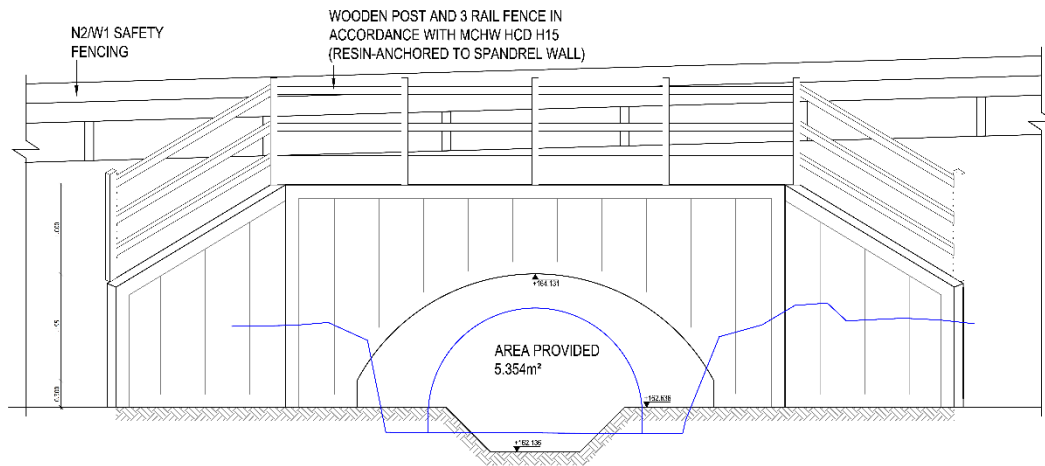 WOODEN POST AND 3 RAIL FENCE IN
ACCORDANCE WITH MCHW HCD H15
(RESIN-ANCHORED TO SPANDREL WALL)
N2/W1 SAFETY
FENCING
+164.131
AREA PROVIDED
5.354m²
+162.636
+162.136